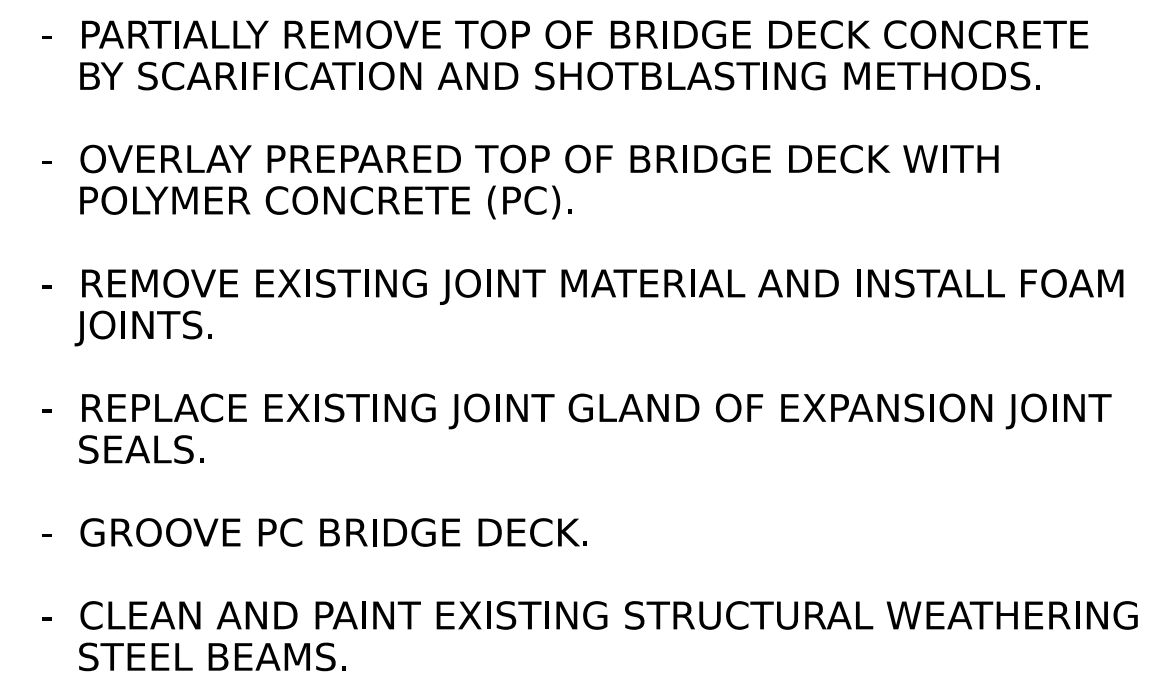 - PARTIALLY REMOVE TOP OF BRIDGE DECK CONCRETE
BY SCARIFICATION AND SHOTBLASTING METHODS.
- OVERLAY PREPARED TOP OF BRIDGE DECK WITH
POLYMER CONCRETE (PC).
- REMOVE EXISTING JOINT MATERIAL AND INSTALL FOAM
JOINTS.
- REPLACE EXISTING JOINT GLAND OF EXPANSION JOINT
SEALS.
- GROOVE PC BRIDGE DECK.
- CLEAN AND PAINT EXISTING STRUCTURAL WEATHERING
STEEL BEAMS.